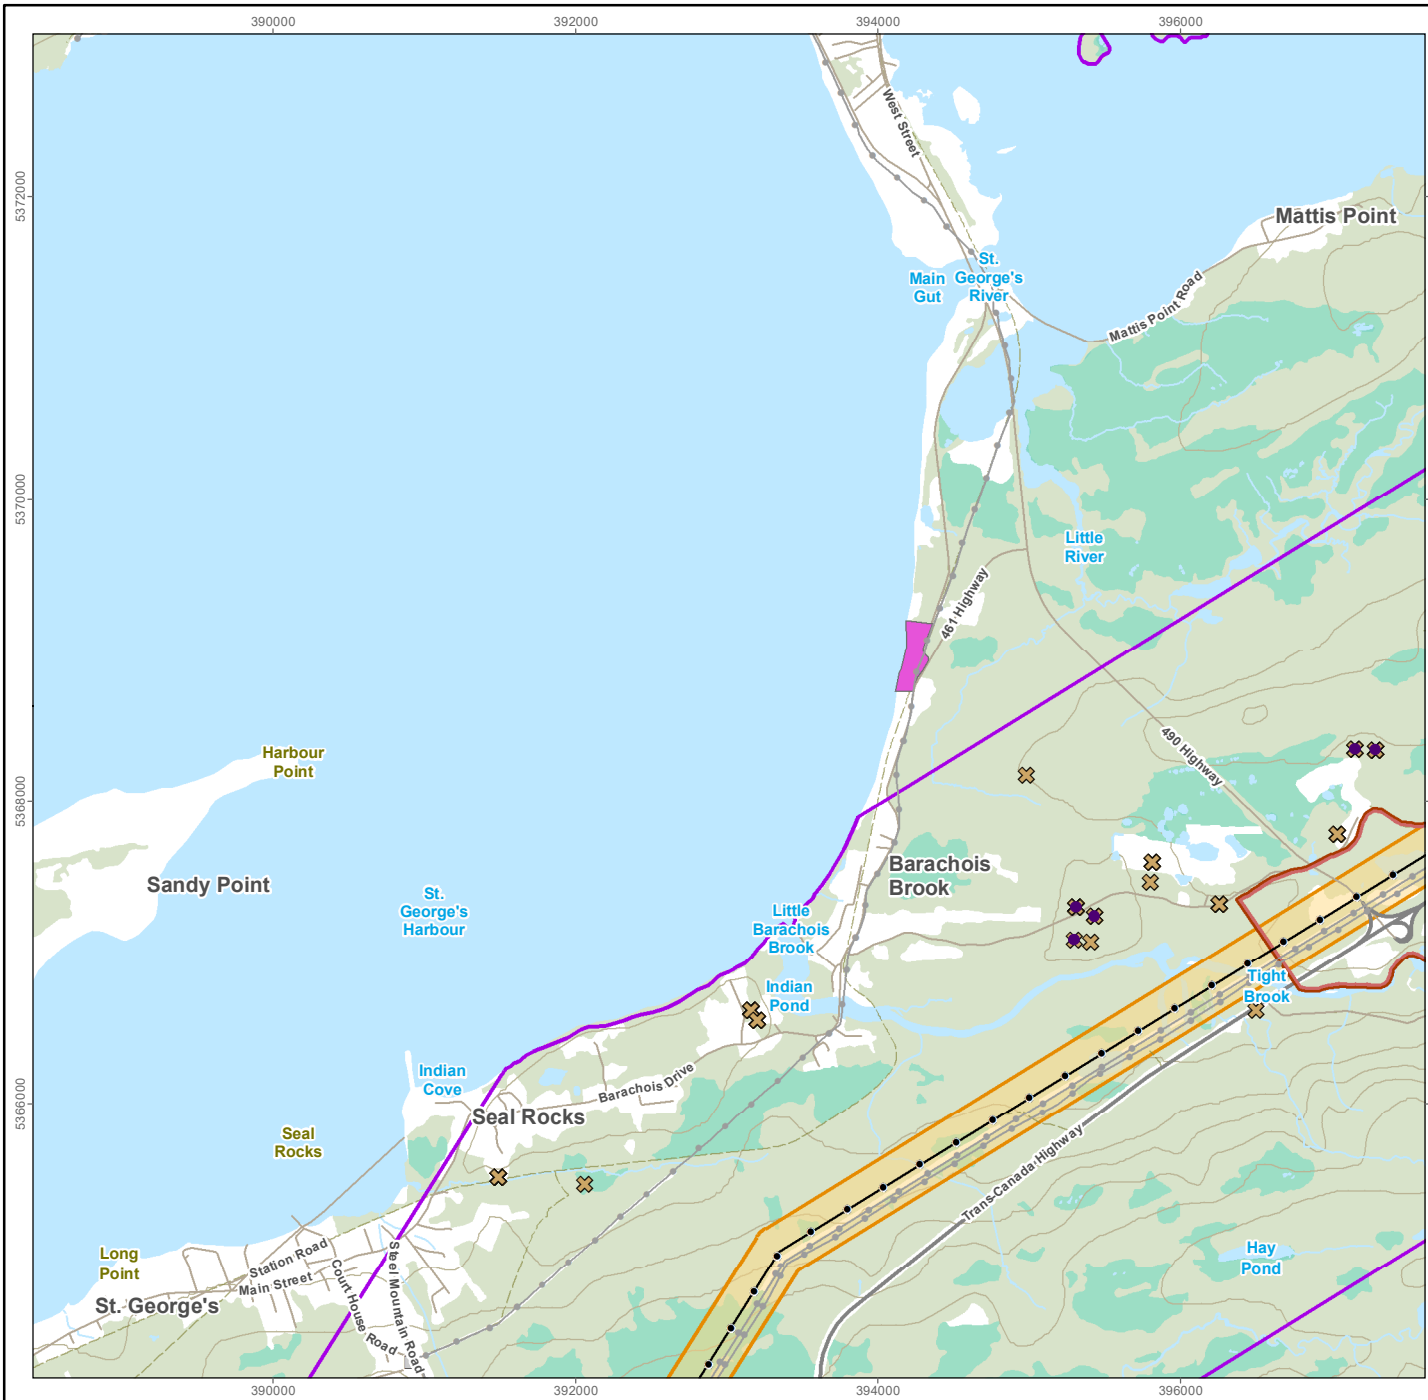 390000
392000
394000
396000
West Street
5372000
Mattis Point
St.
George's
River
Main
Gut
Mattis Point Road
5370000
Little
River
461 Highway
490 Highway
Harbour
Point
5368000
Barachois
Brook
Sandy Point
St.
George's
Harbour
Little
Barachois
Brook
Indian
Pond
Tight
Brook
Indian
Cove
Barachois Drive
Seal Rocks
5366000
Seal
Rocks
Trans-Canada Highway
Long
Point
Station Road
Main Street
St. George's
Court House Road
Steel Mountain Road
Hay
Pond
390000
392000
394000
396000